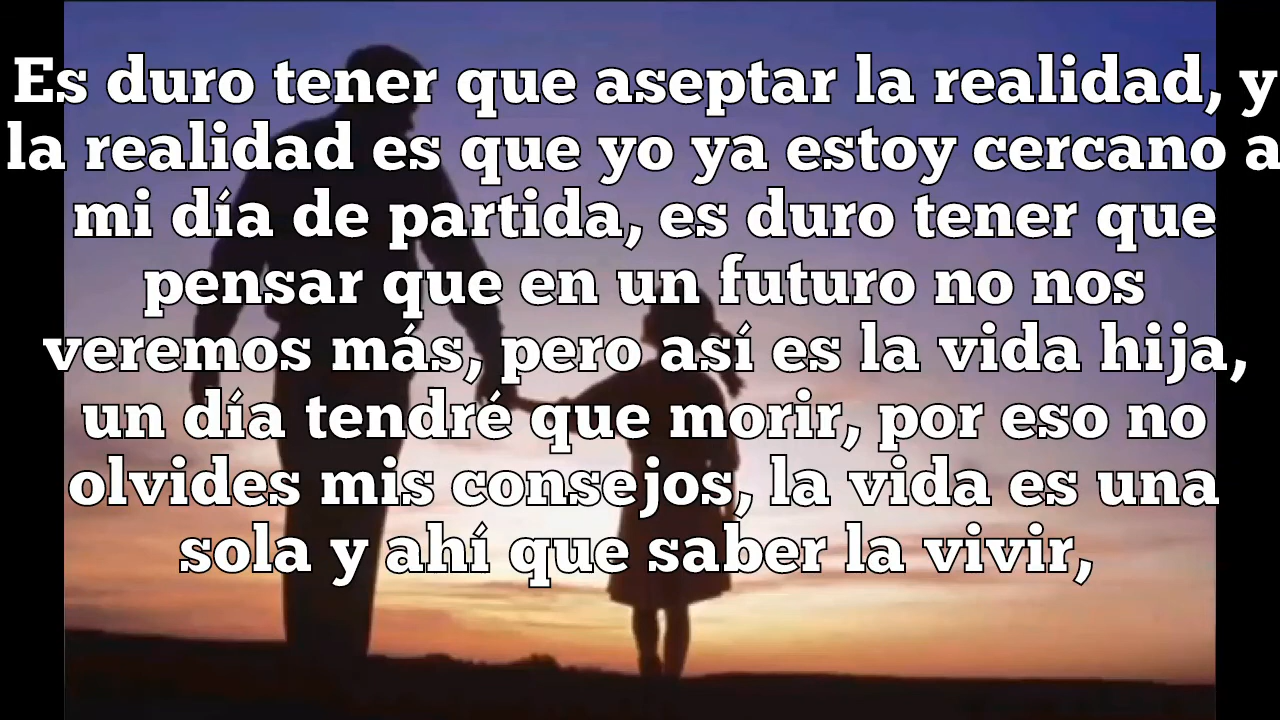 Es duro tener que aseptar la realidad, y
la realidad es que yo ya estoy cercano a
mi día de partida, es duro tener que
pensar que en un futuro no nos
veremos más, pero así es la vida hija,
un día tendré que morir, por eso no
olvides mis consejos, la vida es una
sola y ahí que saber la vivir,